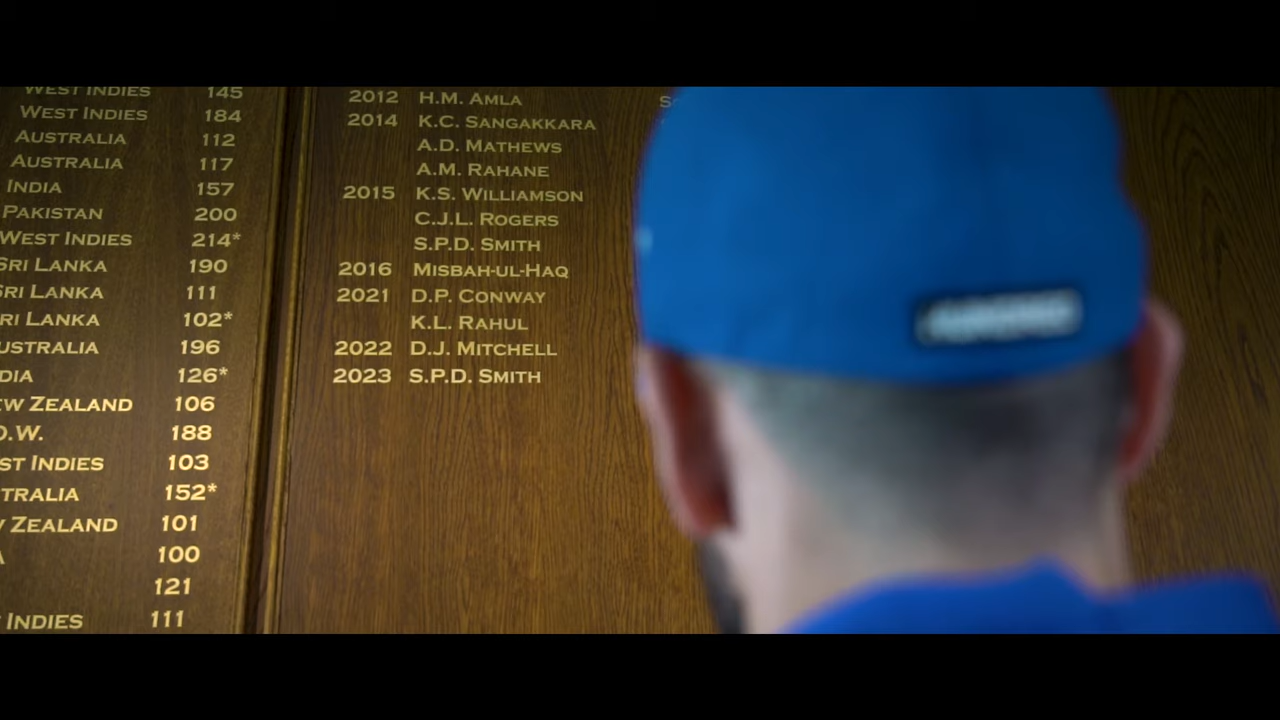 WEST INDIES 145
WEST INDIES 184
AUSTRALIA 112
AUSTRALIA 117
INDIA 157
PAKISTAN 200
WEST INDIES 214*
SRI LANKA 190
SRI LANKA 111
RI LANKA 102*
USTRALIA 196
DIA 126*
EW ZEALAND 106
O.W. 188
ST INDIES 103
TRALIA 152*
ZEALAND 101
100
121
INDIES 111
2012 H.M. AMLA
2014 K.C. SANGAKKARA
A.D. MATHEWS
A.M. RAHANE
2015 K.S. WILLIAMSON
C.J.L. ROGERS
S.P.D. SMITH
2016 MISBAH-UL-HAQ
2021 D.P. CONWAY
K.L. RAHUL
2022 D.J. MITCHELL
2023 S.P.D. SMITH